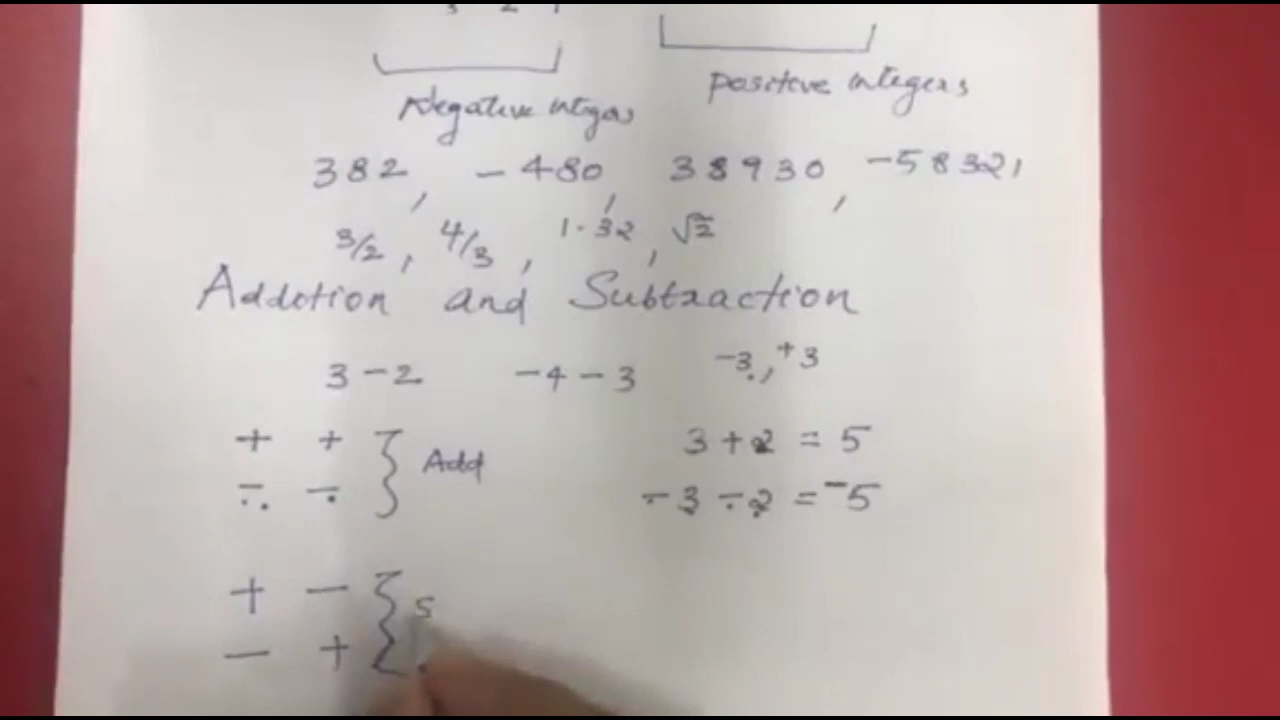 Negative intgas positive integers
382, -480, 38930, -58321
3/2, 4/3, 1.32, √2
Addotion and Subtraction
3-2 -4-3 -3, +3
+ + Add 3+2 = 5
- - -3 -2 = -5
+ - S
- +